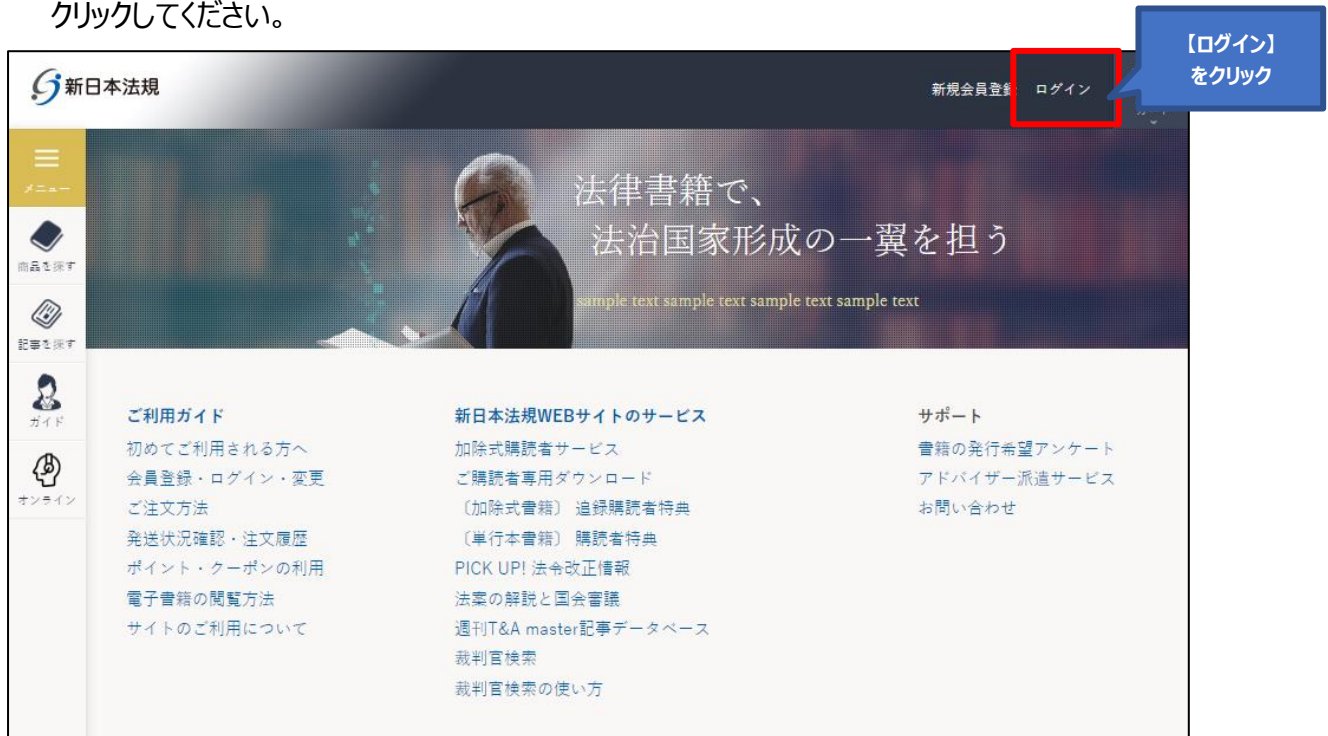 クリックしてください。
【ログイン】
をクリック
新日本法規
新規会員登録 ログイン
メニュー
商品を探す
記事を探す
ガイド
オンライン
法律書籍で、
法治国家形成の一翼を担う
sample text sample text sample text sample text
ご利用ガイド
初めてご利用される方へ
会員登録・ログイン・変更
ご注文方法
発送状況確認・注文履歴
ポイント・クーポンの利用
電子書籍の閲覧方法
サイトのご利用について
新日本法規WEBサイトのサービス
加除式購読者サービス
ご購読者専用ダウンロード
〔加除式書籍〕 追録購読者特典
〔単行本書籍〕 購読者特典
PICK UP! 法令改正情報
法案の解説と国会審議
週刊T&A master記事データベース
裁判官検索
裁判官検索の使い方
サポート
書籍の発行希望アンケート
アドバイザー派遣サービス
お問い合わせ